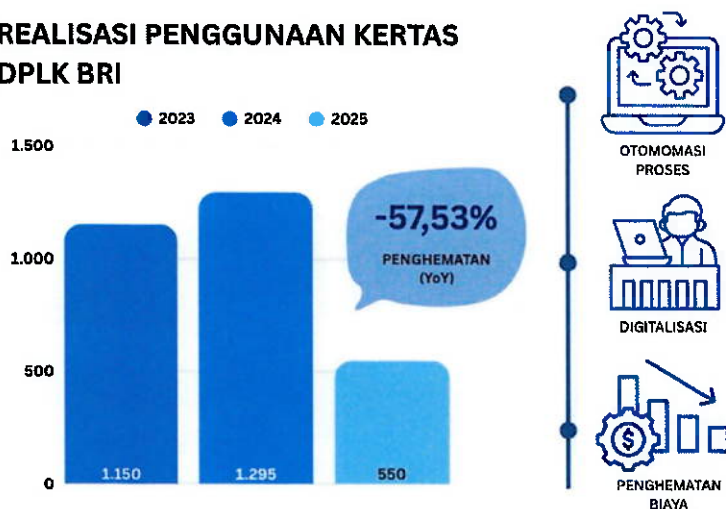 REALISASI PENGGUNAAN KERTAS
DPLK BRI
2023 2024 2025
1.500
1.000
500
0
1.150 1.295 550
-57,53%
PENGHEMATAN
(YoY)
OTOMOMASI
PROSES
DIGITALISASI
$
PENGHEMATAN
BIAYA